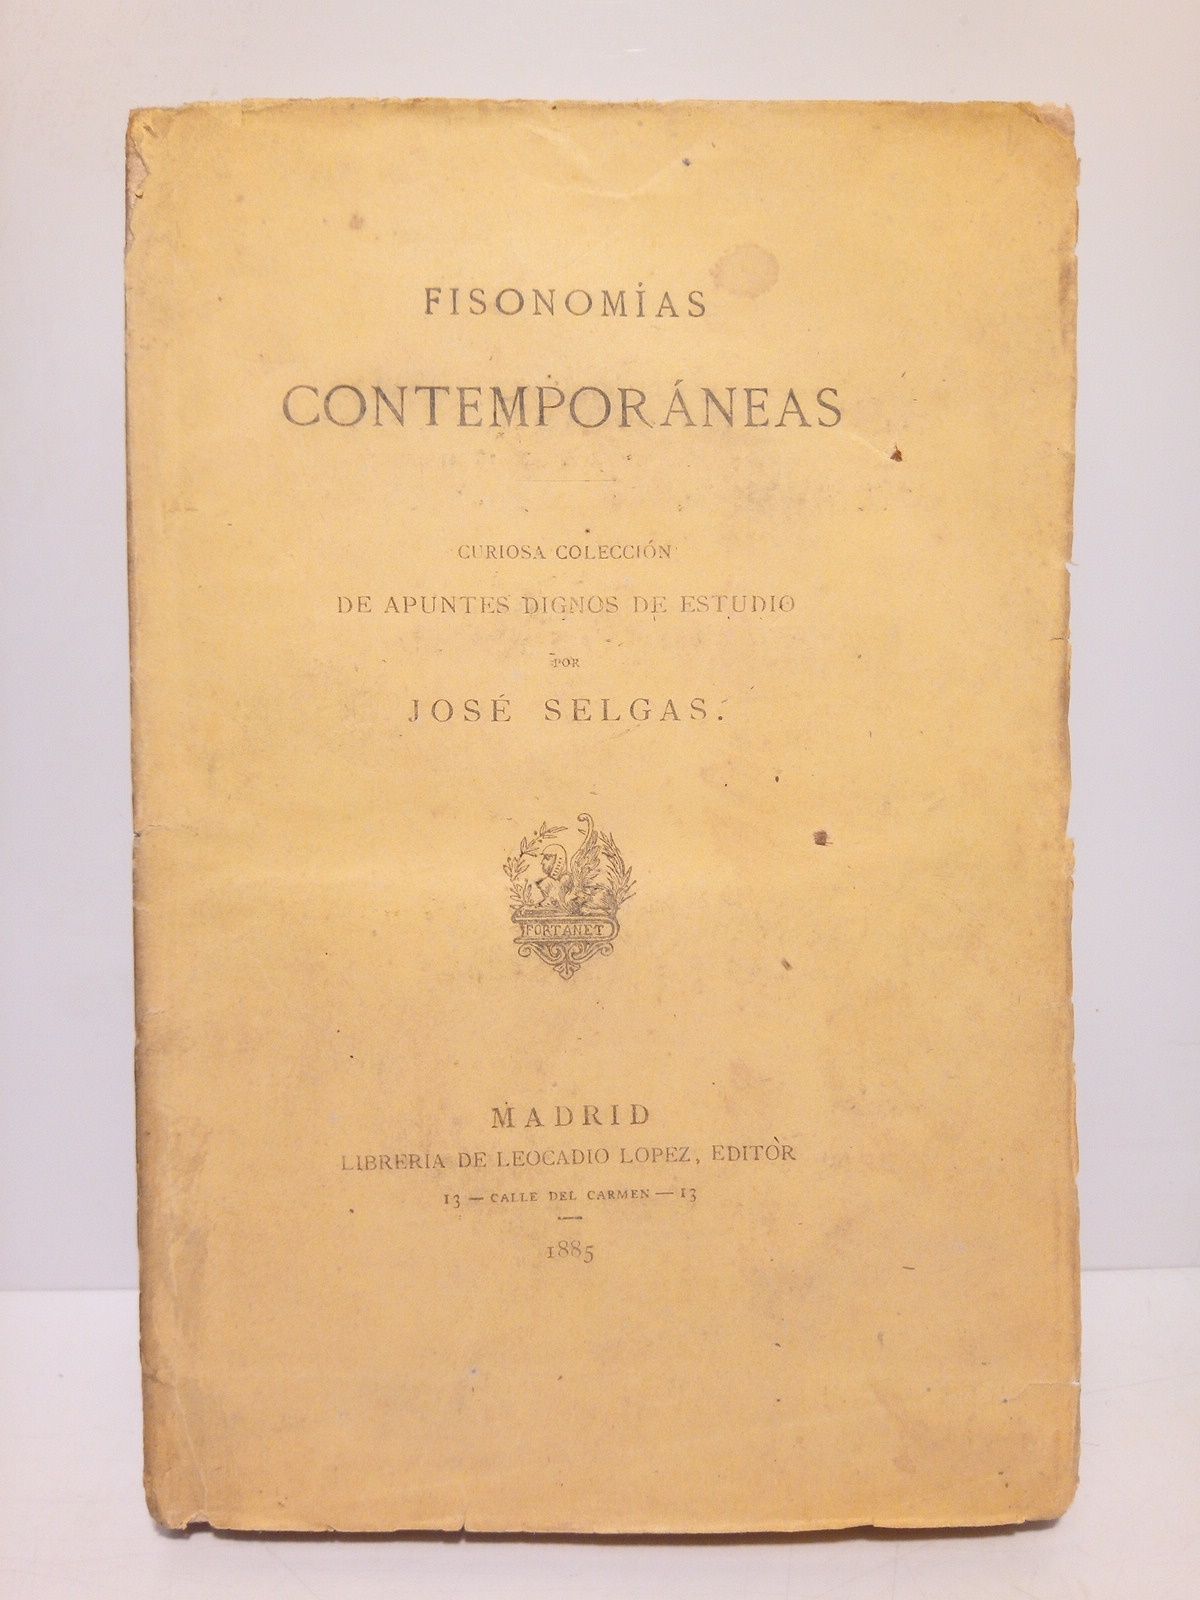 FISONOMÍAS
CONTEMPORÁNEAS
CURIOSA COLECCIÓN
DE APUNTES DIGNOS DE ESTUDIO
POR
JOSÉ SELGAS.
FORTANET
MADRID
LIBRERÍA DE LEOCADIO LOPEZ, EDITOR
13 — CALLE DEL CARMEN — 13
1885